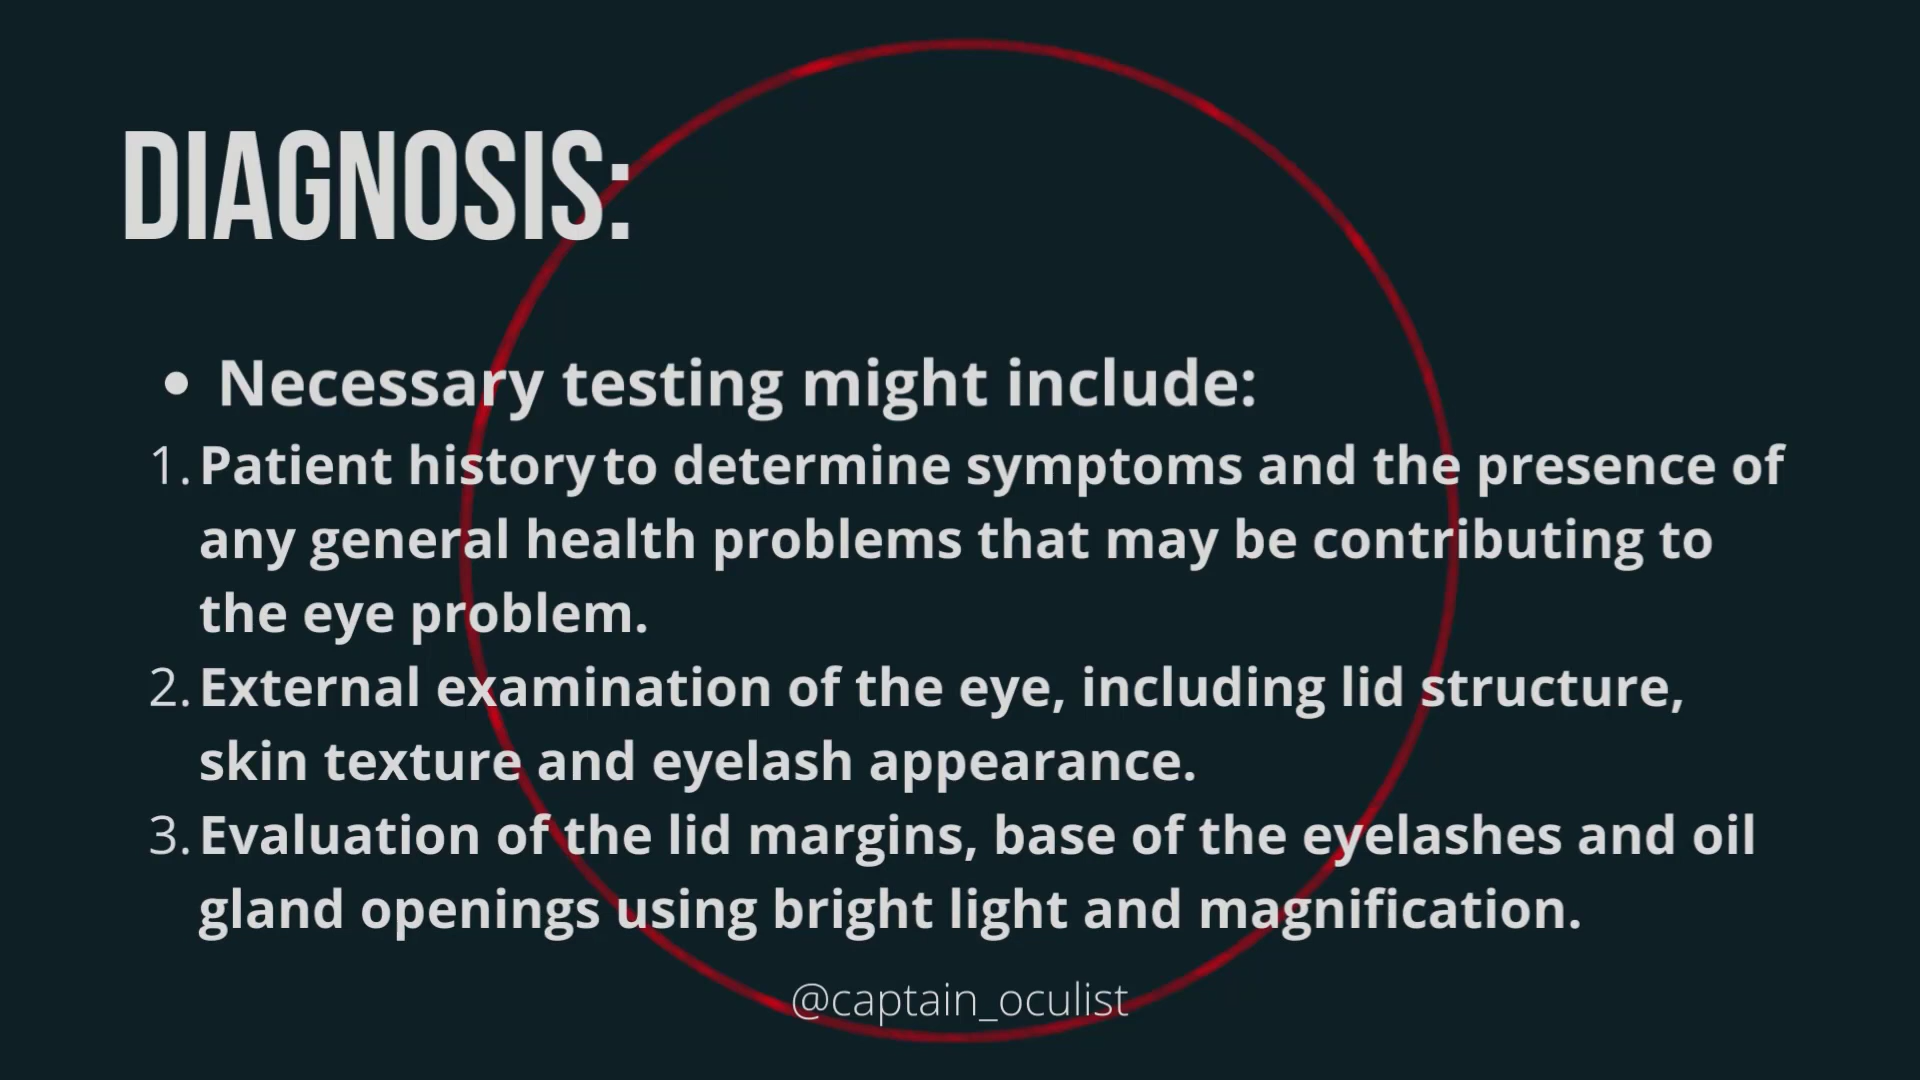 DIAGNOSIS:
• Necessary testing might include:
1. Patient history to determine symptoms and the presence of
any general health problems that may be contributing to
the eye problem.
2. External examination of the eye, including lid structure,
skin texture and eyelash appearance.
3. Evaluation of the lid margins, base of the eyelashes and oil
gland openings using bright light and magnification.
@captain_oculist